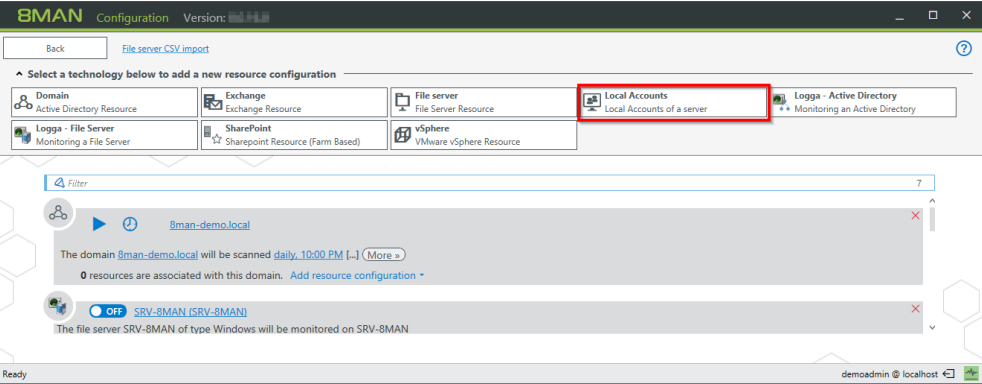 8MAN Configuration Version:
Back File server CSV import
Select a technology below to add a new resource configuration
Domain
Active Directory Resource
Exchange
Exchange Resource
File server
File Server Resource
Local Accounts
Local Accounts of a server
Logga - Active Directory
Monitoring an Active Directory
Logga - File Server
Monitoring a File Server
SharePoint
Sharepoint Resource (Farm Based)
vSphere
VMware vSphere Resource
Filter 7
8man-demo.local
The domain 8man-demo.local will be scanned daily, 10:00 PM [...] (More »)
0 resources are associated with this domain. Add resource configuration
OFF SRV-8MAN (SRV-8MAN)
The file server SRV-8MAN of type Windows will be monitored on SRV-8MAN
Ready demoadmin @ localhost